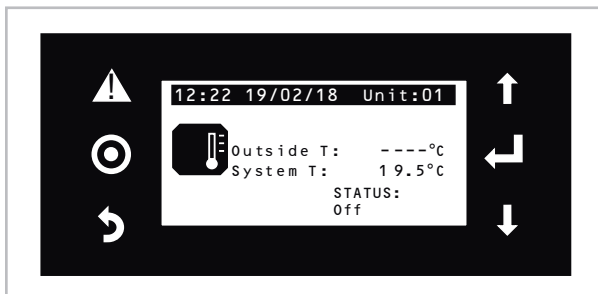 12:22 19/02/18 Unit:01
Outside T: ----°C
System T: 19.5°C
STATUS:
Off